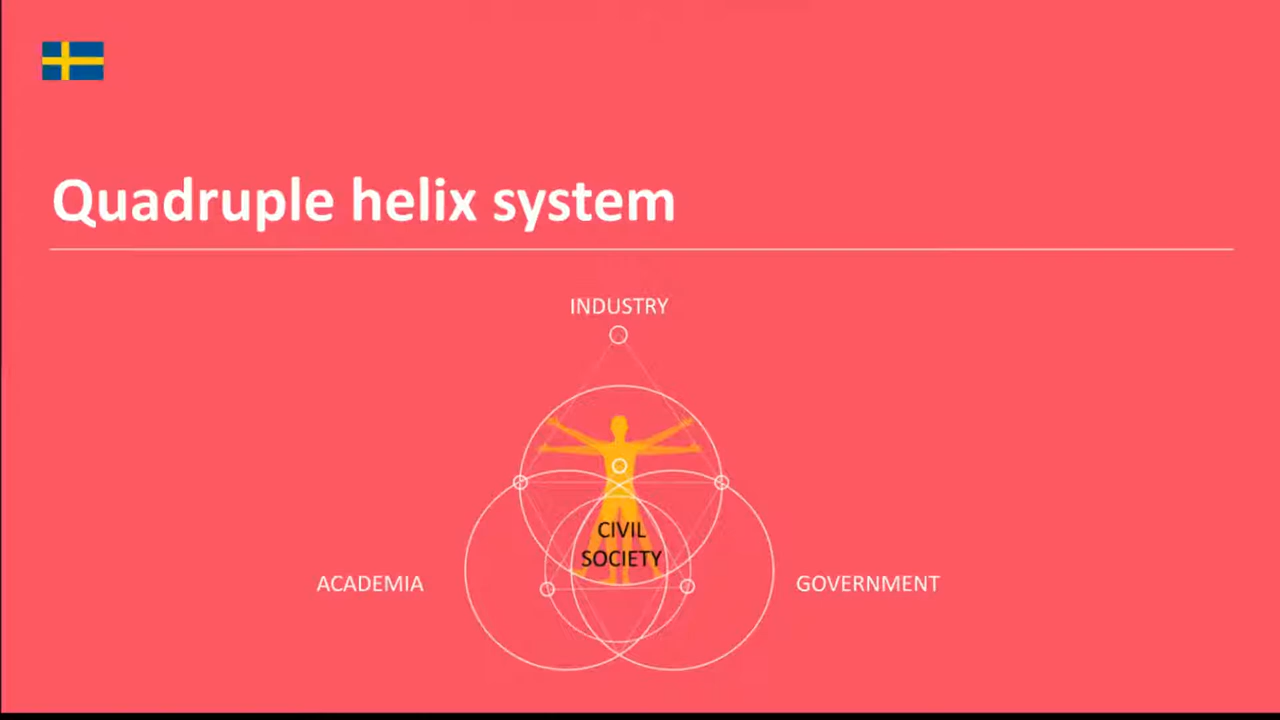 Quadruple helix system
INDUSTRY
CIVIL
SOCIETY
ACADEMIA
GOVERNMENT